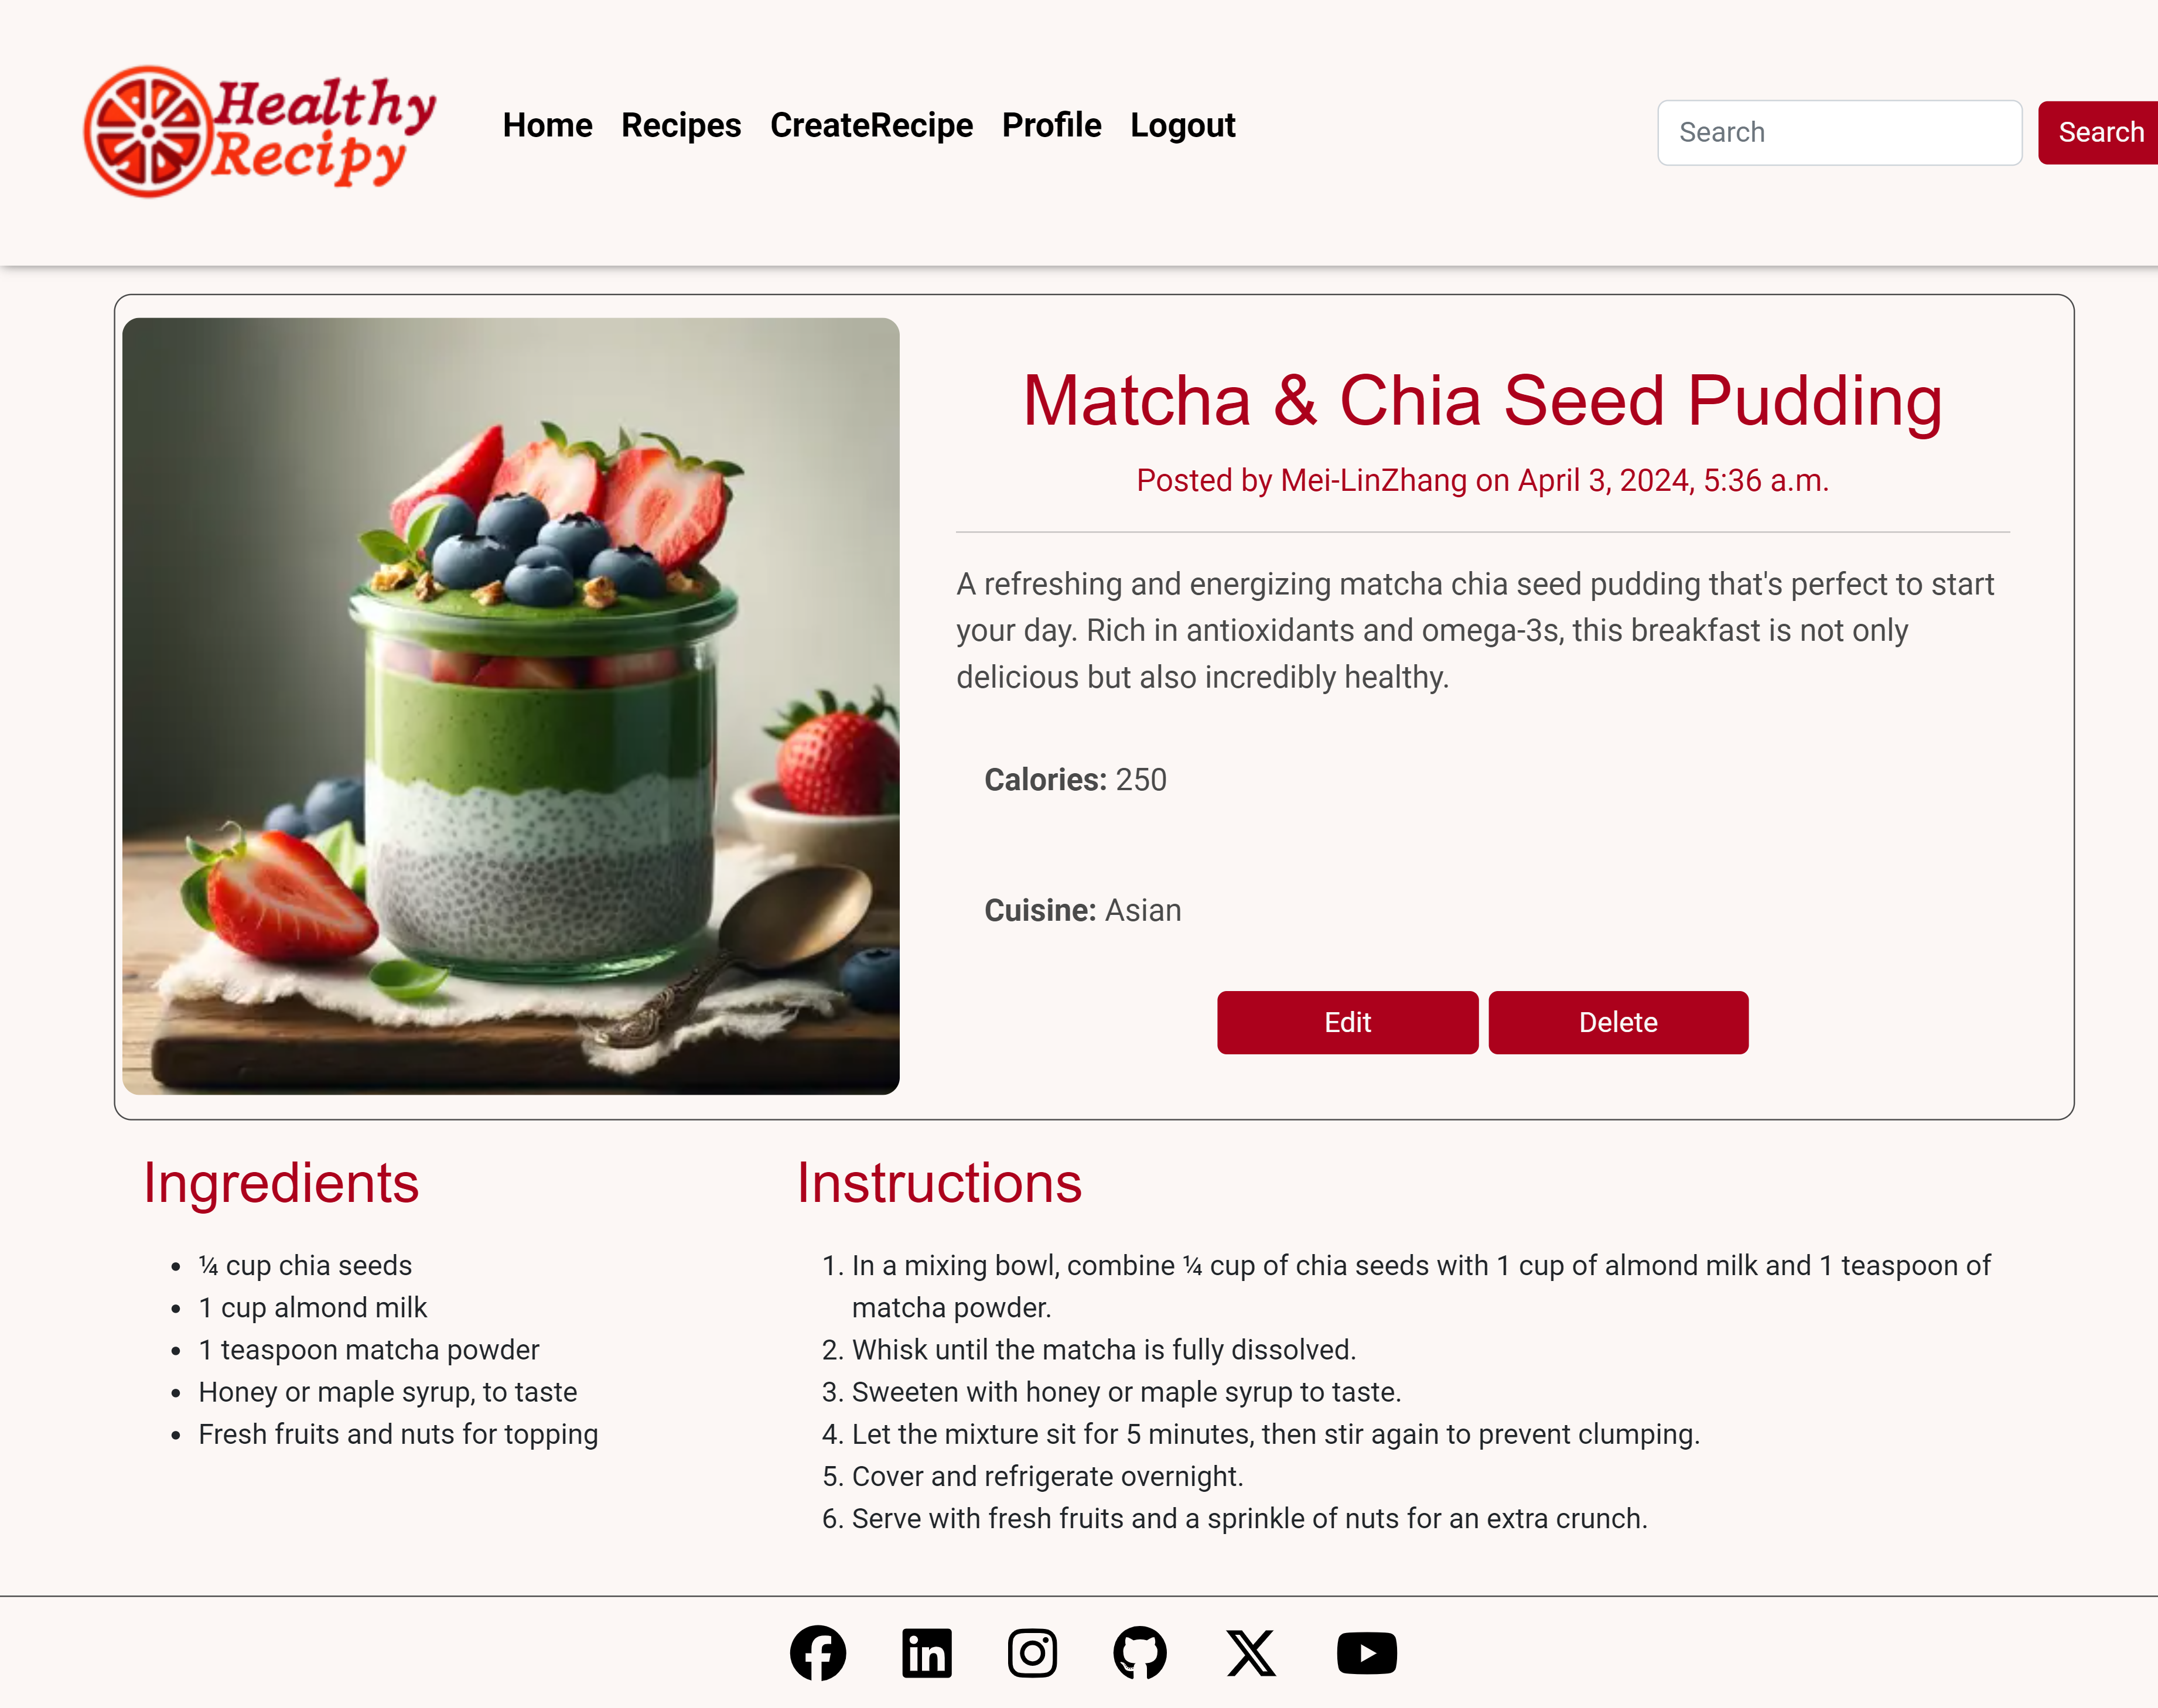 Healthy
Recipy
Home Recipes CreateRecipe Profile Logout
Search
Search
Matcha & Chia Seed Pudding
Posted by Mei-LinZhang on April 3, 2024, 5:36 a.m.
A refreshing and energizing matcha chia seed pudding that's perfect to start
your day. Rich in antioxidants and omega-3s, this breakfast is not only
delicious but also incredibly healthy.
Calories: 250
Cuisine: Asian
Edit
Delete
Ingredients
• ¼ cup chia seeds
• 1 cup almond milk
• 1 teaspoon matcha powder
• Honey or maple syrup, to taste
• Fresh fruits and nuts for topping
Instructions
1. In a mixing bowl, combine ¼ cup of chia seeds with 1 cup of almond milk and 1 teaspoon of
matcha powder.
2. Whisk until the matcha is fully dissolved.
3. Sweeten with honey or maple syrup to taste.
4. Let the mixture sit for 5 minutes, then stir again to prevent clumping.
5. Cover and refrigerate overnight.
6. Serve with fresh fruits and a sprinkle of nuts for an extra crunch.